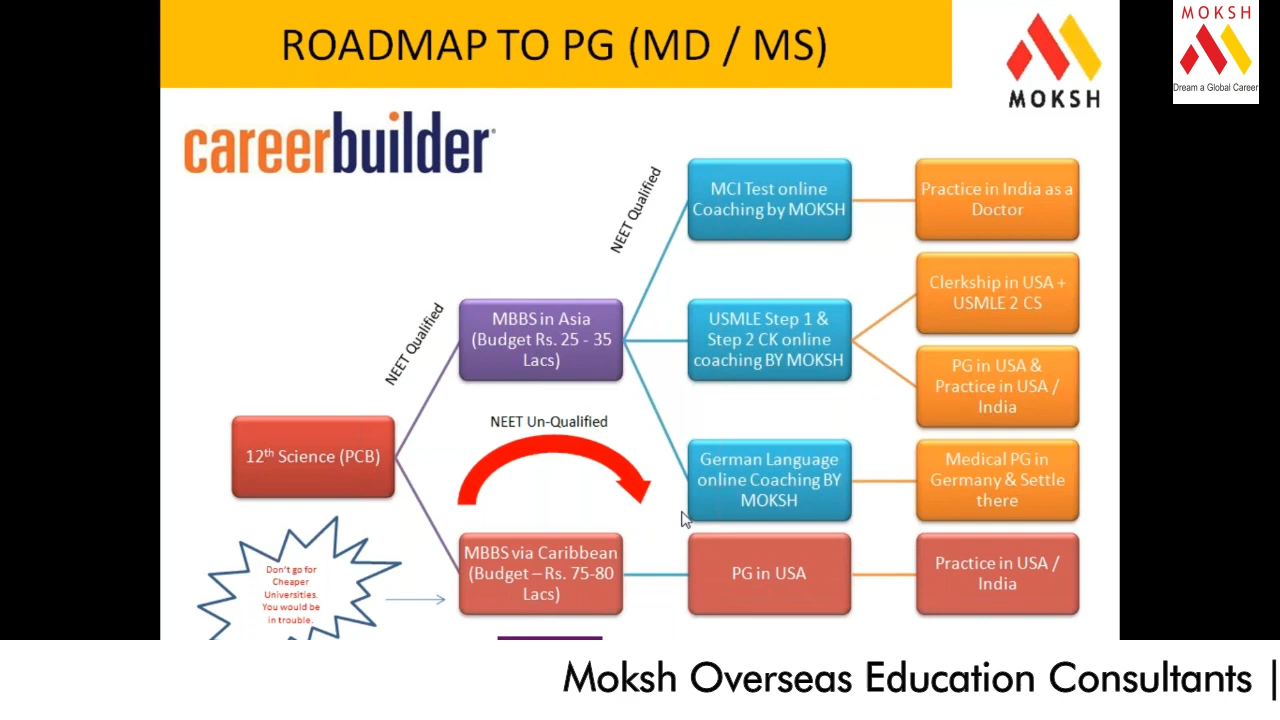 ROADMAP TO PG (MD / MS)
MOKSH
MOKSH
Dream a Global Career
careerbuilder
NEET Qualified
MCI Test online
Coaching by MOKSH
Practice in India as a
Doctor
NEET Qualified
MBBS in Asia
(Budget Rs. 25 - 35
Lacs)
USMLE Step 1 &
Step 2 CK online
coaching BY MOKSH
Clerkship in USA +
USMLE 2 CS
PG in USA &
Practice in USA /
India
NEET Un-Qualified
12th Science (PCB)
German Language
online Coaching BY
MOKSH
Medical PG in
Germany & Settle
there
Don't go for
Cheaper
Universities.
You would be
in trouble.
MBBS via Caribbean
(Budget – Rs. 75-80
Lacs)
PG in USA
Practice in USA /
India
Moksh Overseas Education Consultants |